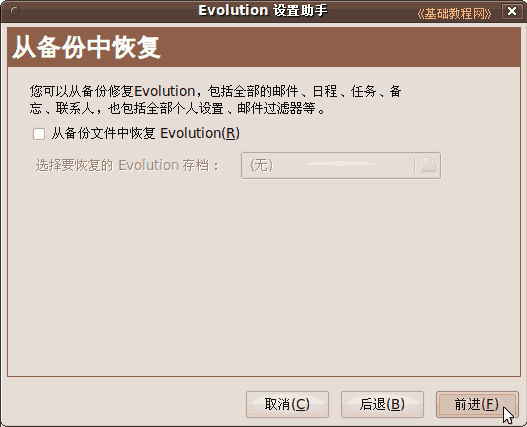 Evolution 设置助手
《基础教程网》
从备份中恢复
您可以从备份修复Evolution，包括全部的邮件、日程、任务、备
忘、联系人，也包括全部个人设置、邮件过滤器等。
从备份文件中恢复 Evolution(R)
选择要恢复的 Evolution 存档： (无)
取消(C) 后退(B) 前进(F)